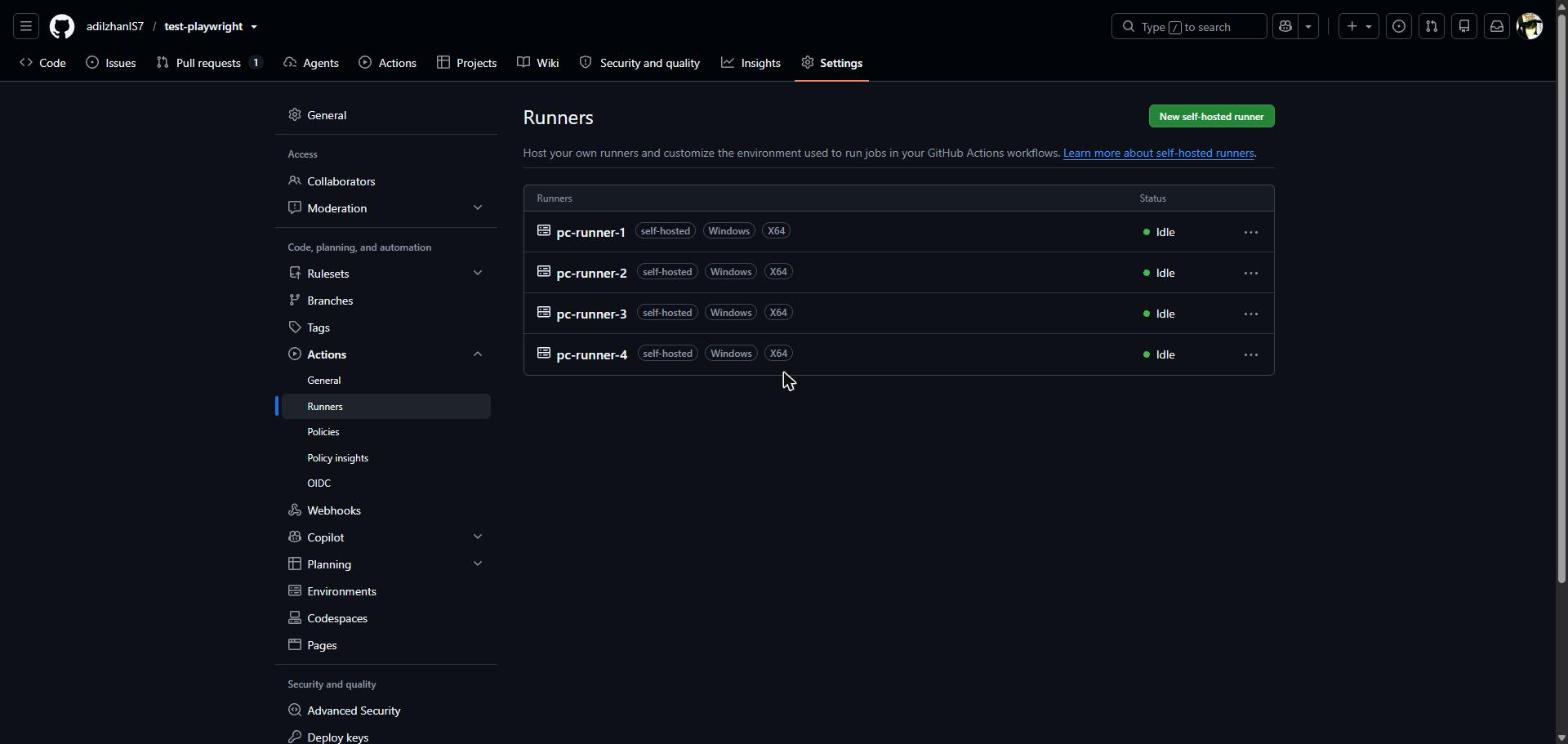 adilzhanIS7 / test-playwright
Type / to search
Code
Issues
Pull requests 1
Agents
Actions
Projects
Wiki
Security and quality
Insights
Settings
General
Access
Collaborators
Moderation
Code, planning, and automation
Rulesets
Branches
Tags
Actions
General
Runners
Policies
Policy insights
OIDC
Webhooks
Copilot
Planning
Environments
Codespaces
Pages
Security and quality
Advanced Security
Deploy keys
Runners
New self-hosted runner
Host your own runners and customize the environment used to run jobs in your GitHub Actions workflows. Learn more about self-hosted runners.
Runners Status
pc-runner-1 self-hosted Windows X64 Idle
pc-runner-2 self-hosted Windows X64 Idle
pc-runner-3 self-hosted Windows X64 Idle
pc-runner-4 self-hosted Windows X64 Idle